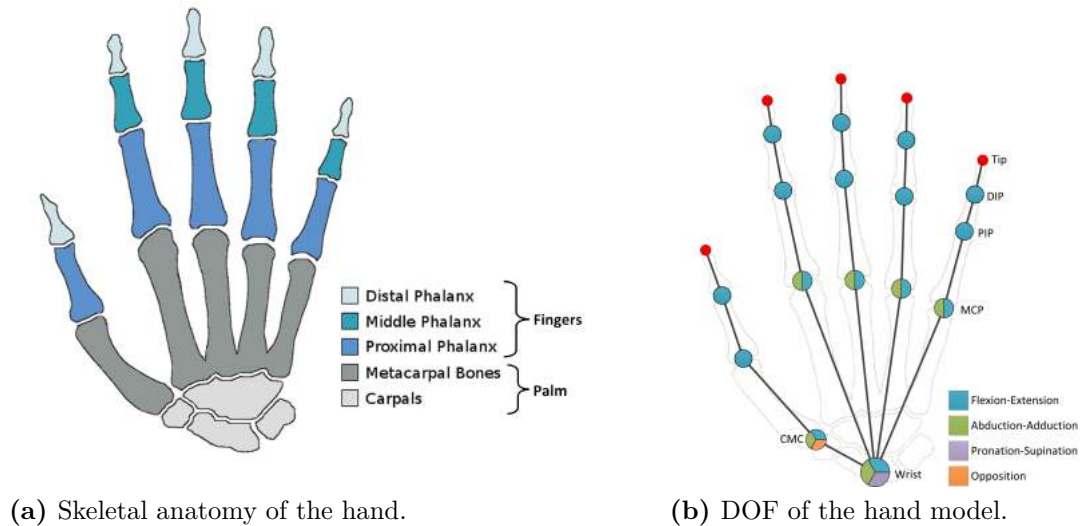 Distal Phalanx
Middle Phalanx
Proximal Phalanx
Fingers
Metacarpal Bones
Carpals
Palm
(a) Skeletal anatomy of the hand.
Tip
DIP
PIP
MCP
CMC
Wrist
Flexion-Extension
Abduction-Adduction
Pronation-Supination
Opposition
(b) DOF of the hand model.